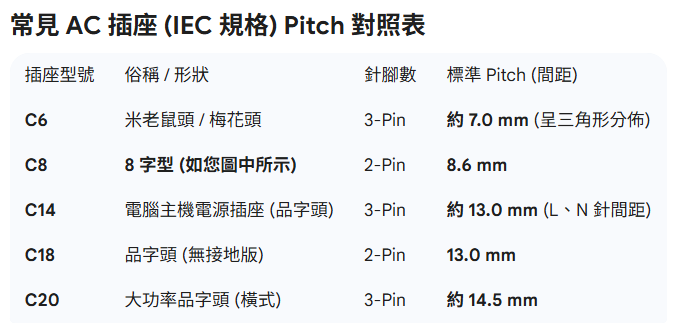 常見 AC 插座 (IEC 規格) Pitch 對照表
插座型號 俗稱 / 形狀 針腳數 標準 Pitch (間距)
C6 米老鼠頭 / 梅花頭 3-Pin 約 7.0 mm (呈三角形分佈)
C8 8 字型 (如您圖中所示) 2-Pin 8.6 mm
C14 電腦主機電源插座 (品字頭) 3-Pin 約 13.0 mm (L、N 針間距)
C18 品字頭 (無接地版) 2-Pin 13.0 mm
C20 大功率品字頭 (橫式) 3-Pin 約 14.5 mm